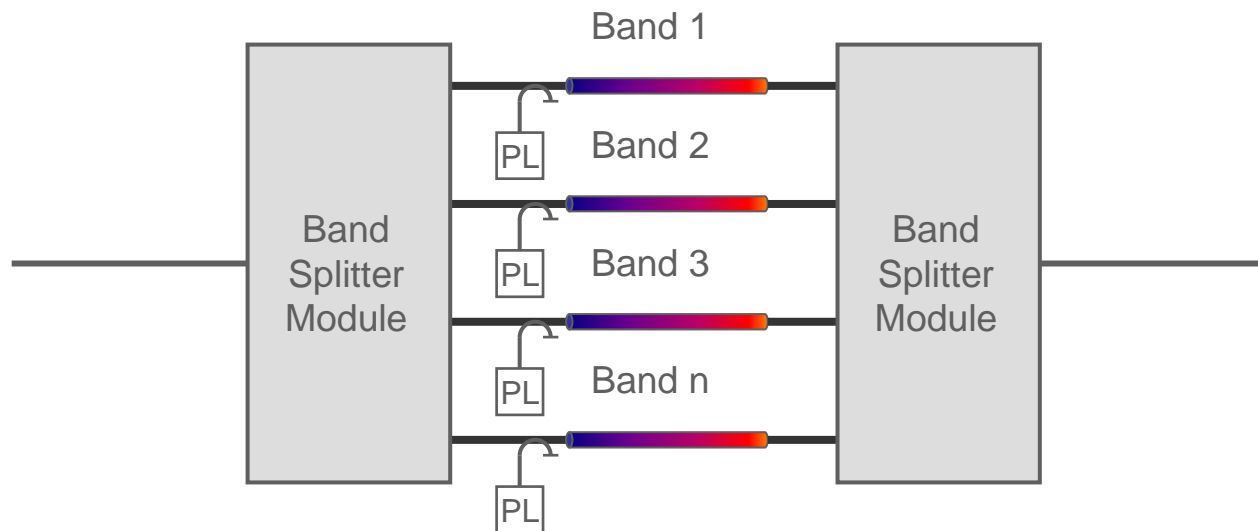 Band 1
PL
Band 2
PL
Band 3
PL
Band n
PL
Band
Splitter
Module
Band
Splitter
Module